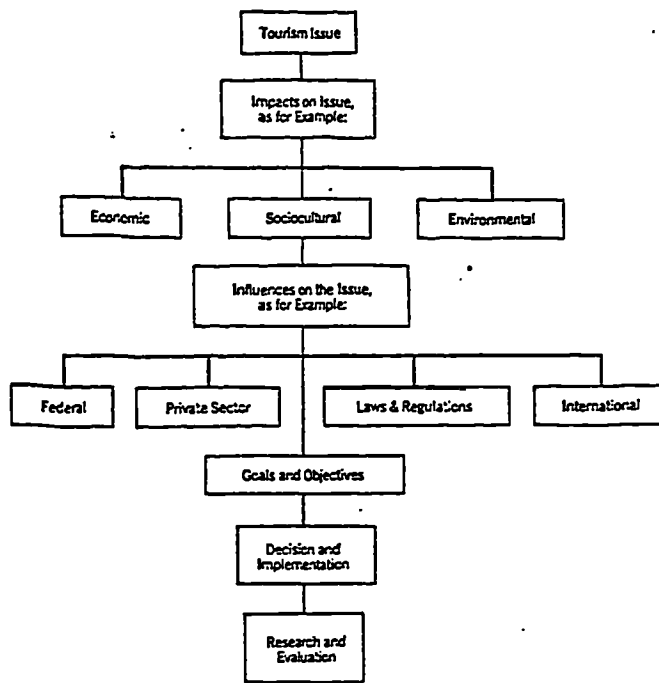 Tourism Issue
Impacts on Issue,
as for Example:
Economic
Sociocultural
Environmental
Influences on the Issue,
as for Example:
Federal
Private Sector
Laws & Regulations
International
Goals and Objectives
Decision and
Implementation
Research and
Evaluation